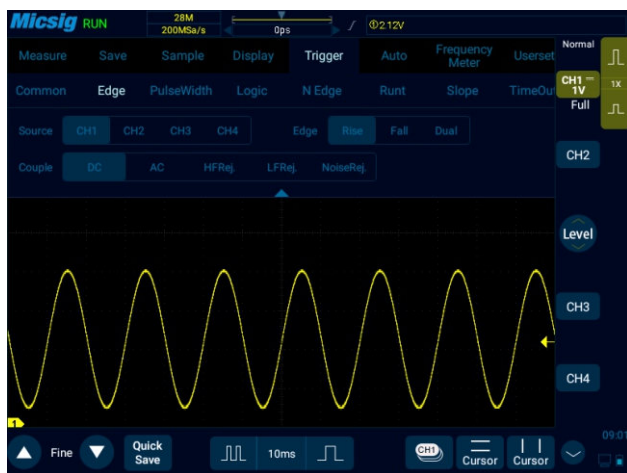 Micsig RUN 28M 200MSa/s 0ps ①2.12V
Measure Save Sample Display Trigger Auto Frequency Meter Userset
Common Edge PulseWidth Logic N Edge Runt Slope TimeOut
Source CH1 CH2 CH3 CH4 Edge Rise Fall Dual
Couple DC AC HFRej. LFRej. NoiseRej.
Normal
CH1 1V 1X
Full
CH2
Level
CH3
CH4
1
09:01
Fine Quick Save 10ms CH1 Cursor Cursor